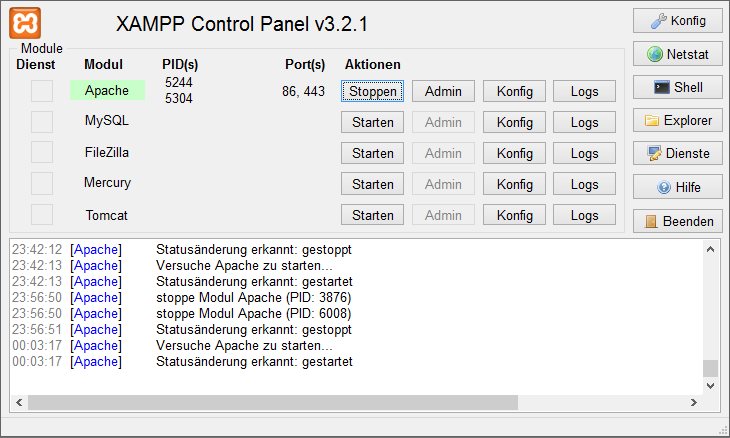 XAMPP Control Panel v3.2.1
Konfig
Module
Dienst Modul PID(s) Port(s) Aktionen
Netstat
Apache 5244 5304 86, 443 Stoppen Admin Konfig Logs
Shell
MySQL Starten Admin Konfig Logs
Explorer
FileZilla Starten Admin Konfig Logs
Dienste
Mercury Starten Admin Konfig Logs
Hilfe
Tomcat Starten Admin Konfig Logs
Beenden
23:42:12 [Apache] Statusänderung erkannt: gestoppt
23:42:13 [Apache] Versuche Apache zu starten...
23:42:13 [Apache] Statusänderung erkannt: gestartet
23:56:50 [Apache] stoppe Modul Apache (PID: 3876)
23:56:50 [Apache] stoppe Modul Apache (PID: 6008)
23:56:51 [Apache] Statusänderung erkannt: gestoppt
00:03:17 [Apache] Versuche Apache zu starten...
00:03:17 [Apache] Statusänderung erkannt: gestartet